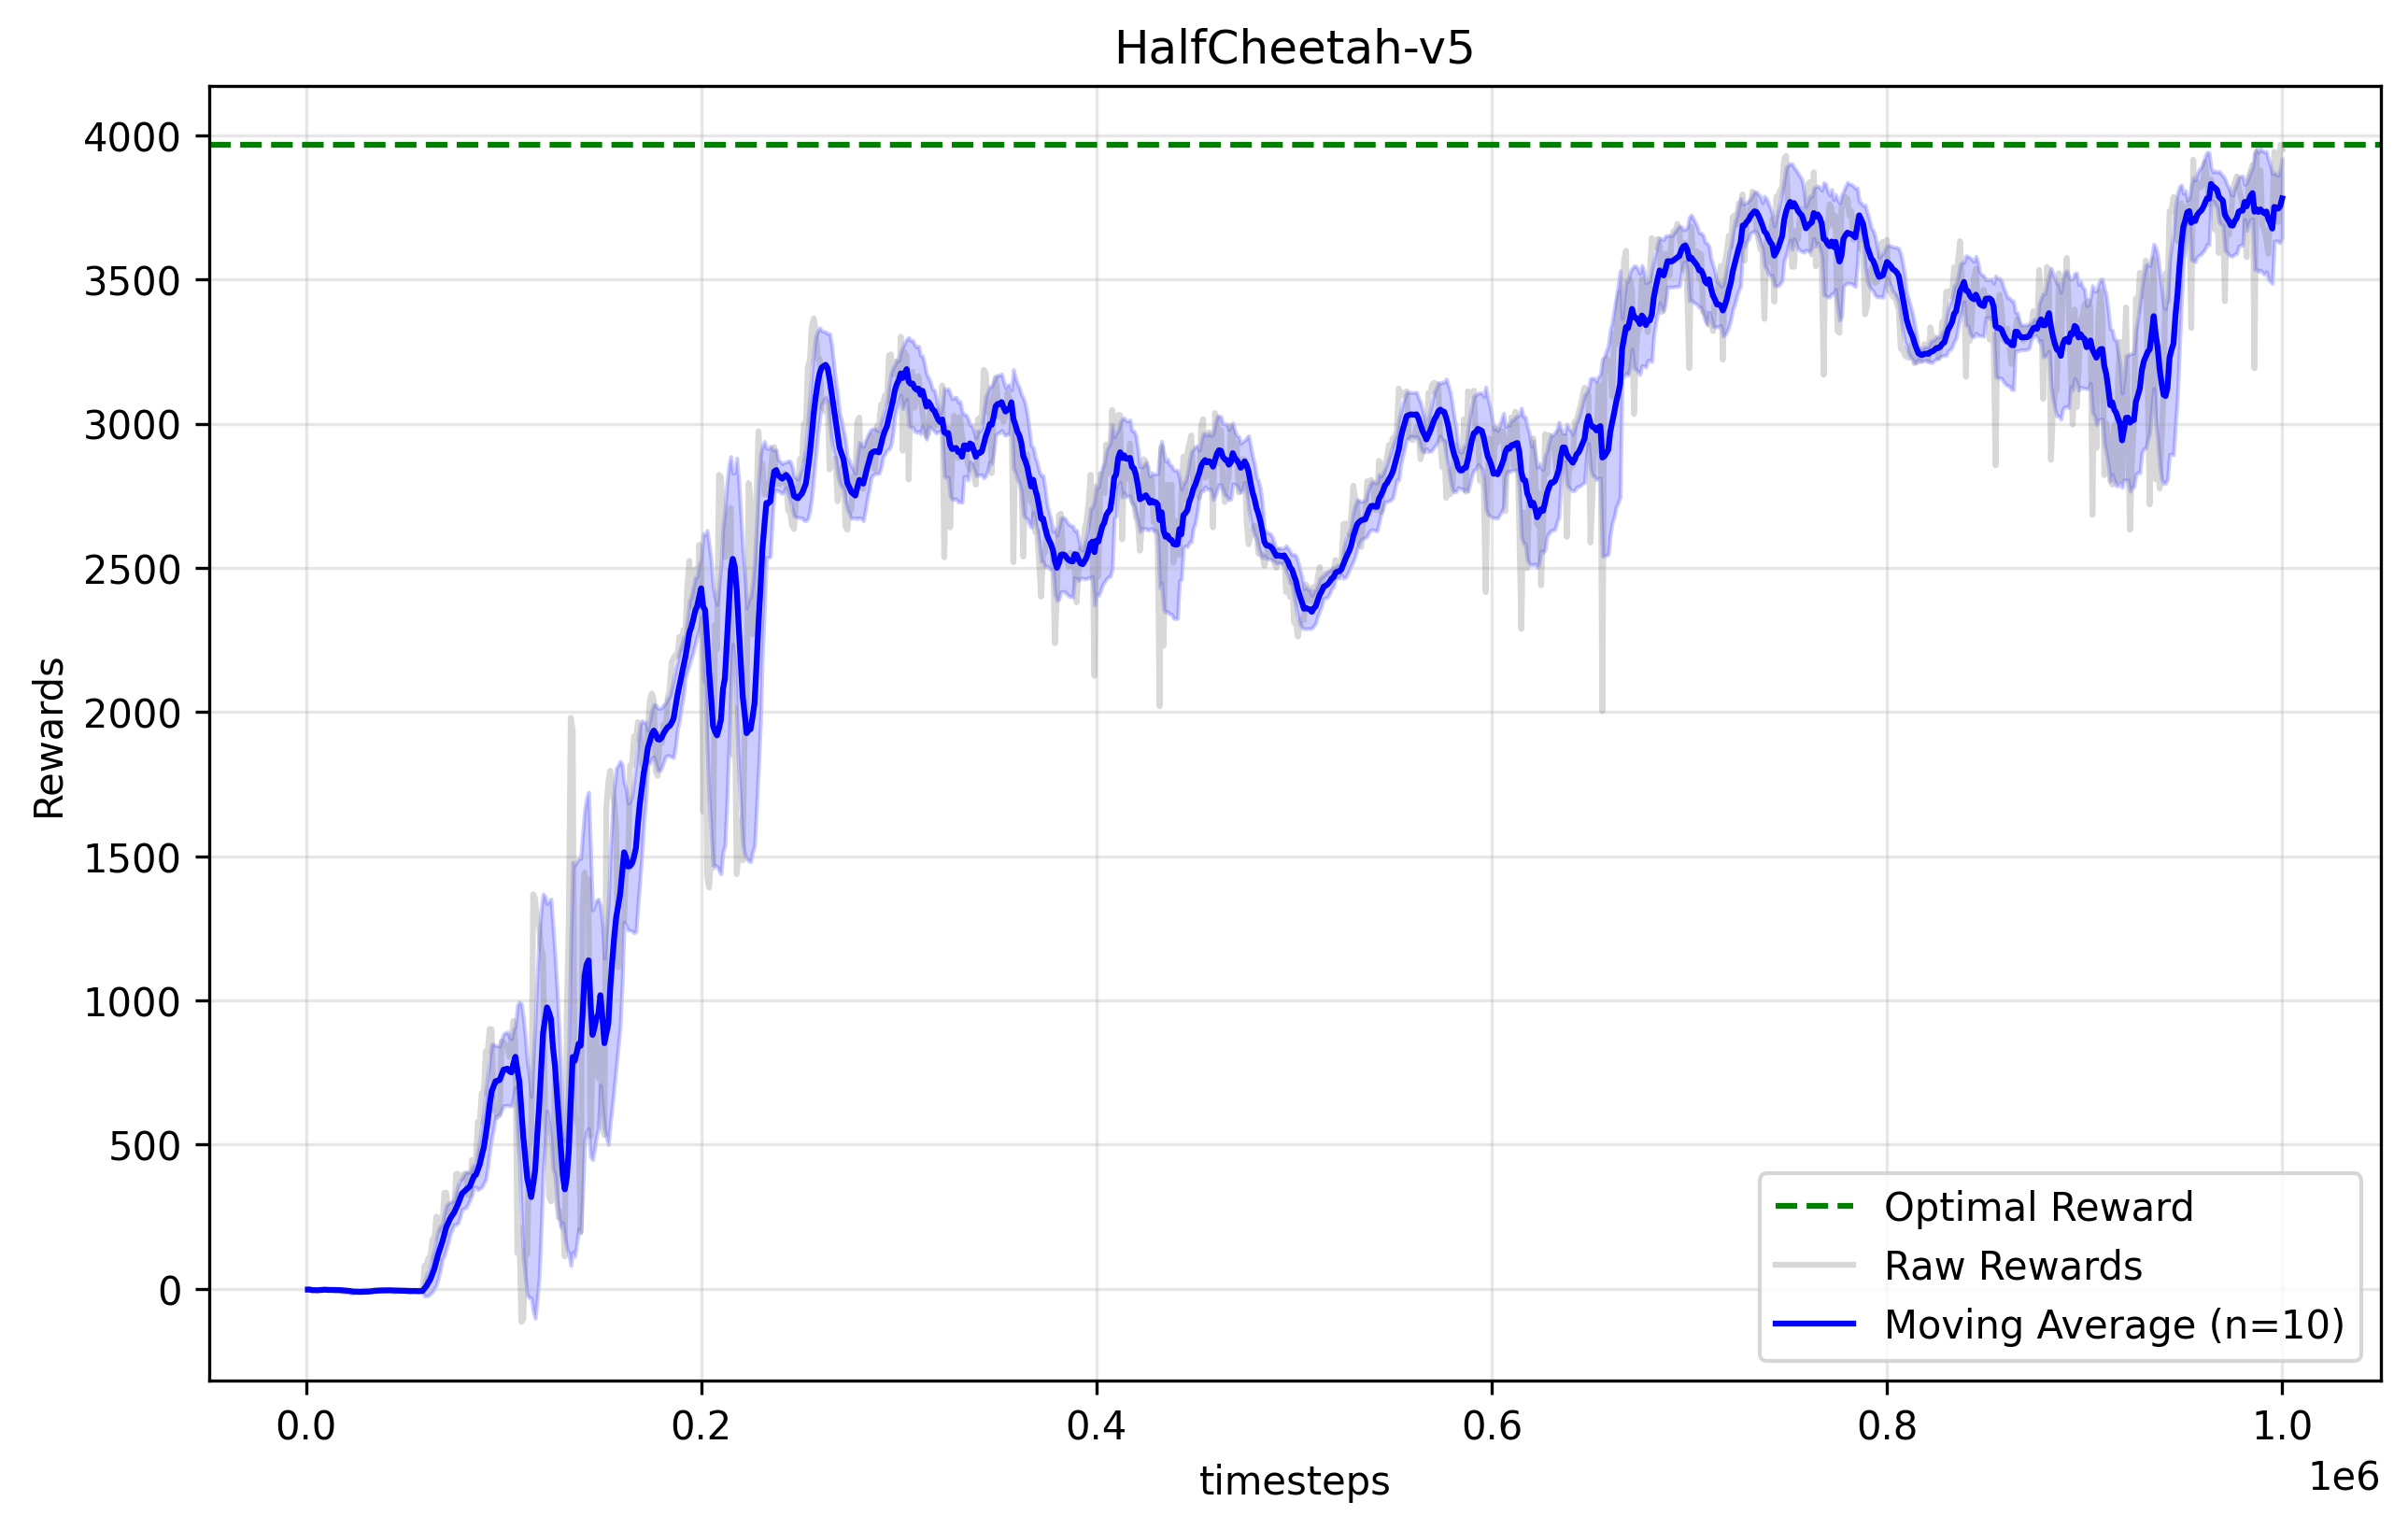 HalfCheetah-v5
4000
3500
3000
2500
2000
1500
1000
500
0
Rewards
Optimal Reward
Raw Rewards
Moving Average (n=10)
0.0 0.2 0.4 0.6 0.8 1.0
timesteps
1e6